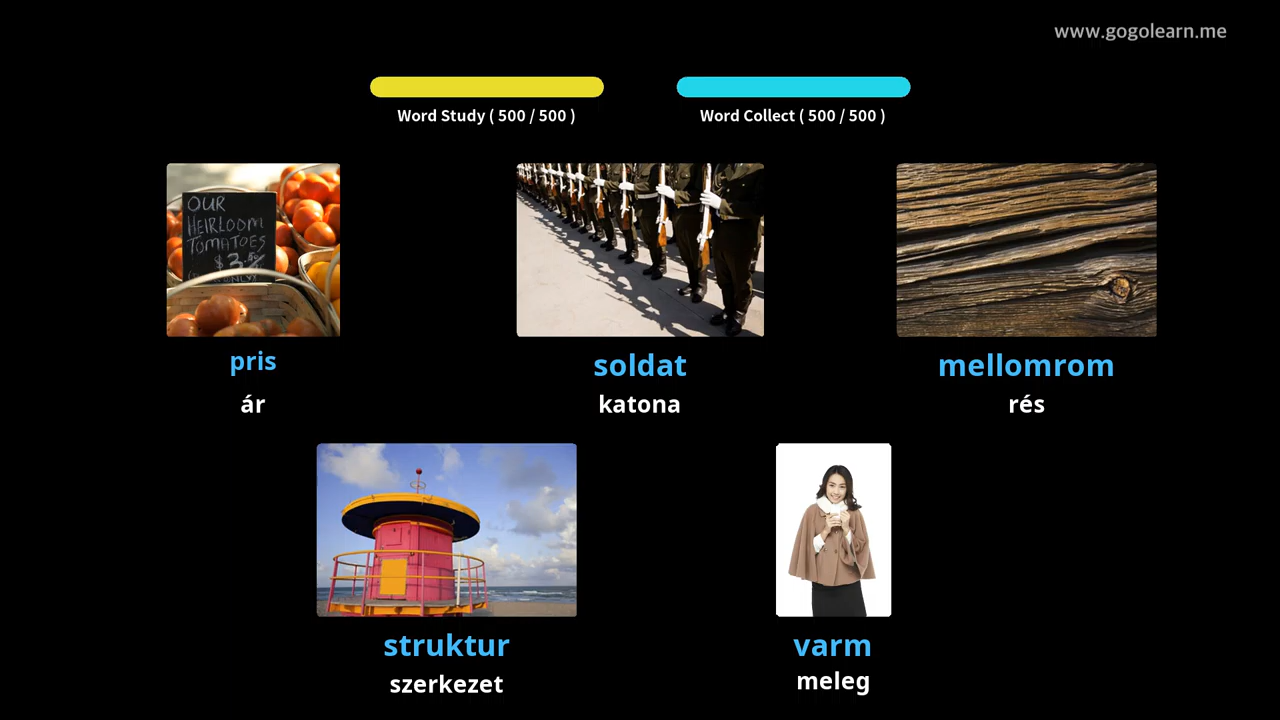 www.gogolearn.me
Word Study ( 500 / 500 )
Word Collect ( 500 / 500 )
OUR
HEIRLOOM
TOMATOES
pris
ár
soldat
katona
mellomrom
rés
struktur
szerkezet
varm
meleg